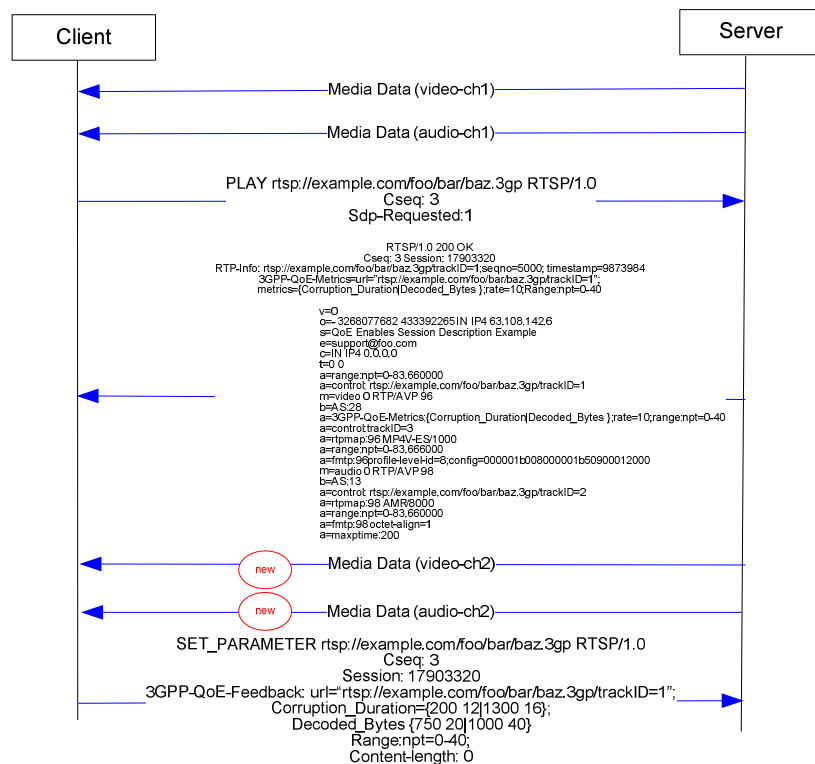 Client
Server
Media Data (video-ch1)
Media Data (audio-ch1)
PLAY rtsp://example.com/foo/bar/baz.3gp RTSP/1.0
Cseq: 3
Sdp-Requested:1
RTSP/1.0 200 OK
Cseq: 3 Session: 17903320
RTP-Info: rtsp://example.com/foo/bar/baz.3gp/trackID=1;seqno=5000; timestamp=9873984
3GPP-QoE-Metrics=url="rtsp://example.com/foo/bar/baz.3gp/trackID=1";
metrics={Corruption_Duration|Decoded_Bytes };rate=10;Range:npt=0-40
v=0
o=- 3268077682 433392265 IN IP4 63.108.142.6
s=QoE Enables Session Description Example
e=support@foo.com
c=IN IP4 0.0.0.0
t=0 0
a=range:npt=0-83.660000
a=control: rtsp://example.com/foo/bar/baz.3gp/trackID=1
m=video 0 RTP/AVP 96
b=AS:28
a=3GPP-QoE-Metrics:{Corruption_Duration|Decoded_Bytes };rate=10;range:npt=0-40
a=control:trackID=3
a=rtpmap:96 MP4V-ES/1000
a=range:npt=0-83.666000
a=fmtp:96profile-level-id=8;config=000001b008000001b50900012000
m=audio 0 RTP/AVP 98
b=AS:13
a=control: rtsp://example.com/foo/bar/baz.3gp/trackID=2
a=rtpmap:98 AMR/8000
a=range:npt=0-83.660000
a=fmtp:98 octet-align=1
a=maxptime:200
new
Media Data (video-ch2)
new
Media Data (audio-ch2)
SET_PARAMETER rtsp://example.com/foo/bar/baz.3gp RTSP/1.0
Cseq: 3
Session: 17903320
3GPP-QoE-Feedback: url=“rtsp://example.com/foo/bar/baz.3gp/trackID=1”;
Corruption_Duration={200 12|1300 16};
Decoded_Bytes {750 20|1000 40}
Range:npt=0-40;
Content-length: 0